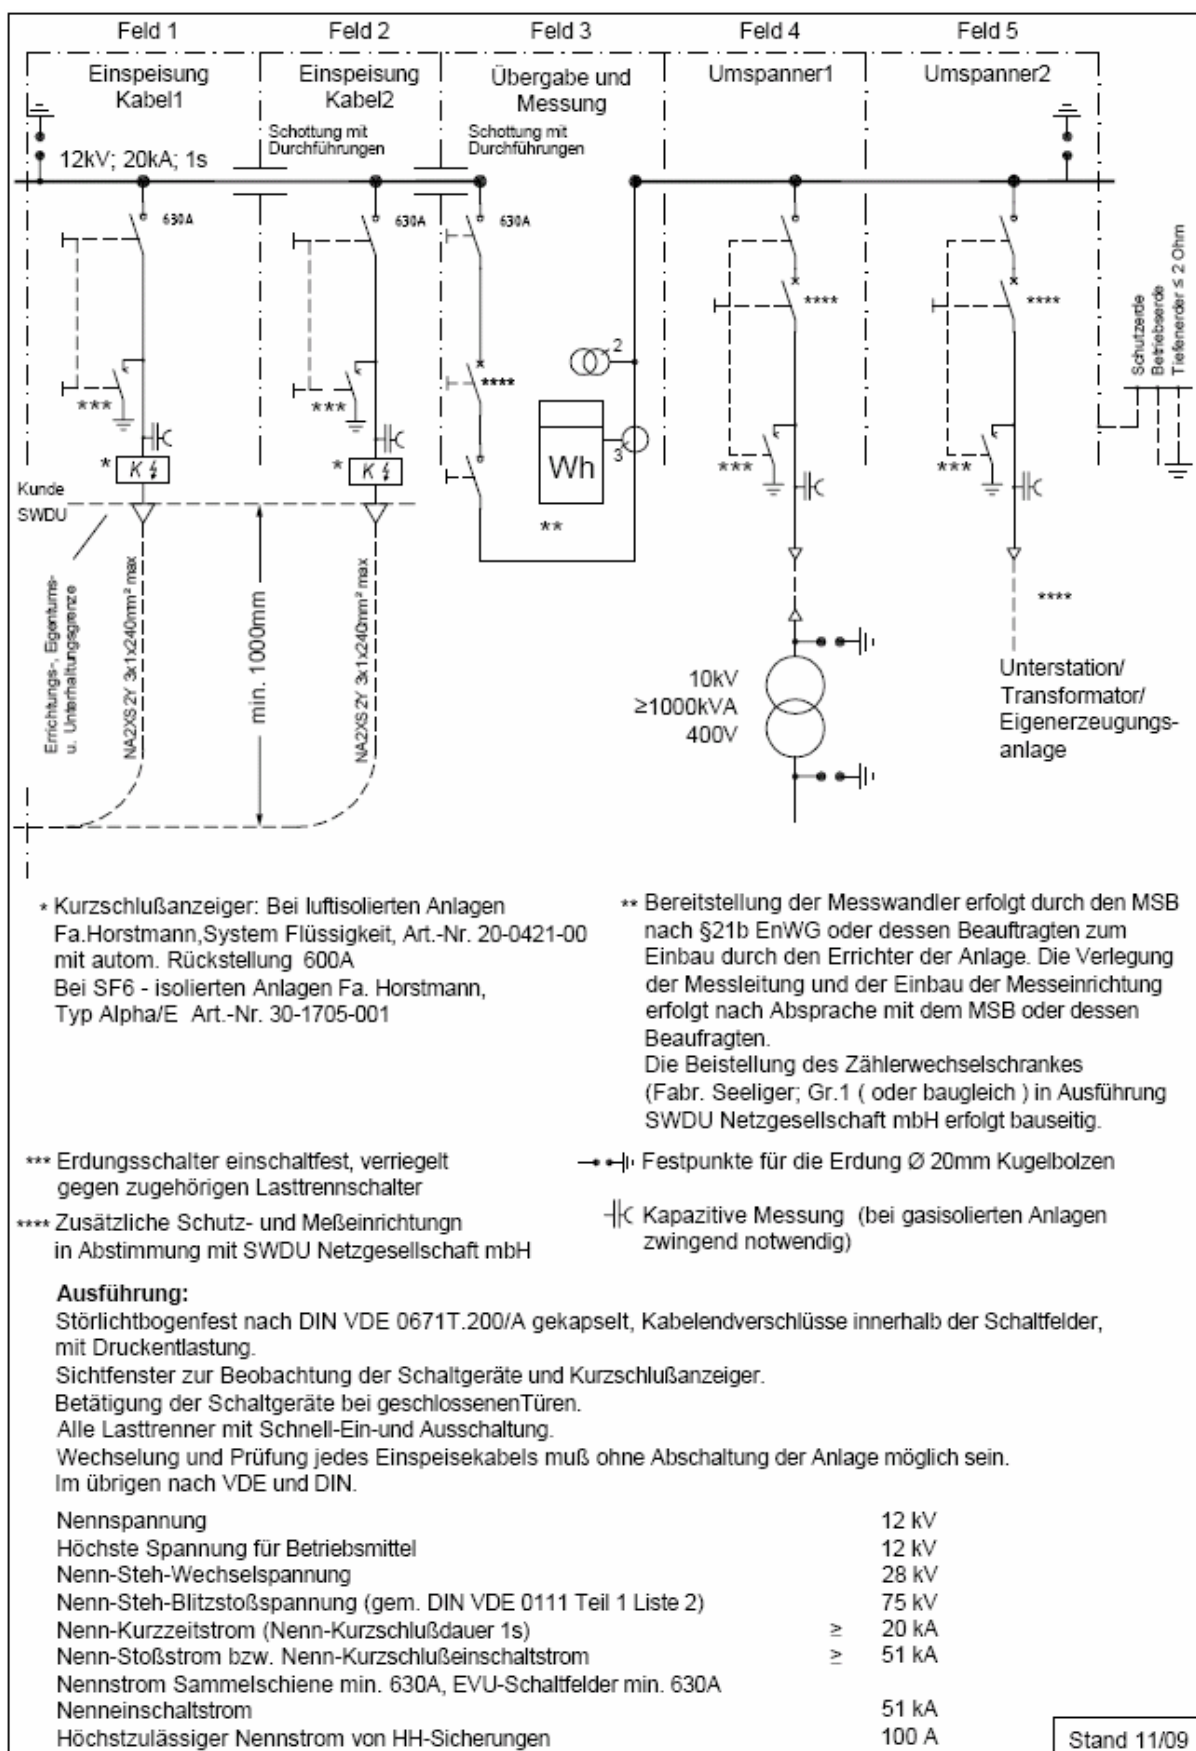 Feld 1
Feld 2
Feld 3
Feld 4
Feld 5
Einspeisung
Kabel1
Einspeisung
Kabel2
Übergabe und
Messung
Umspanner1
Umspanner2
Schottung mit
Durchführungen
Schottung mit
Durchführungen
12kV; 20kA; 1s
630A
630A
630A
****
****
2
****
***
***
***
***
Wh
3
**
* K
* K
Schutzerde
Betriebserde
Tiefenerder ≤ 2 Ohm
Kunde
SWDU
Errichtungs-, Eigentums-
u. Unterhaltungsgrenze
NA2XS2Y 3x1x240mm² max
min. 1000mm
NA2XS2Y 3x1x240mm² max
10kV
≥1000kVA
400V
****
Unterstation/
Transformator/
Eigenerzeugungs-
anlage
* Kurzschlußanzeiger: Bei luftisolierten Anlagen
Fa.Horstmann,System Flüssigkeit, Art.-Nr. 20-0421-00
mit autom. Rückstellung 600A
Bei SF6 - isolierten Anlagen Fa. Horstmann,
Typ Alpha/E Art.-Nr. 30-1705-001
** Bereitstellung der Messwandler erfolgt durch den MSB
nach §21b EnWG oder dessen Beauftragten zum
Einbau durch den Errichter der Anlage. Die Verlegung
der Messleitung und der Einbau der Messeinrichtung
erfolgt nach Absprache mit dem MSB oder dessen
Beaufragten.
Die Beistellung des Zählerwechselschrankes
(Fabr. Seeliger; Gr.1 ( oder baugleich ) in Ausführung
SWDU Netzgesellschaft mbH erfolgt bauseitig.
*** Erdungsschalter einschaltfest, verriegelt
gegen zugehörigen Lasttrennschalter
Festpunkte für die Erdung Ø 20mm Kugelbolzen
**** Zusätzliche Schutz- und Meßeinrichtungn
in Abstimmung mit SWDU Netzgesellschaft mbH
Kapazitive Messung (bei gasisolierten Anlagen
zwingend notwendig)
Ausführung:
Störlichtbogenfest nach DIN VDE 0671T.200/A gekapselt, Kabelendverschlüsse innerhalb der Schaltfelder,
mit Druckentlastung.
Sichtfenster zur Beobachtung der Schaltgeräte und Kurzschlußanzeiger.
Betätigung der Schaltgeräte bei geschlossenenTüren.
Alle Lasttrenner mit Schnell-Ein-und Ausschaltung.
Wechselung und Prüfung jedes Einspeisekabels muß ohne Abschaltung der Anlage möglich sein.
Im übrigen nach VDE und DIN.
Nennspannung 12 kV
Höchste Spannung für Betriebsmittel 12 kV
Nenn-Steh-Wechselspannung 28 kV
Nenn-Steh-Blitzstoßspannung (gem. DIN VDE 0111 Teil 1 Liste 2) 75 kV
Nenn-Kurzzeitstrom (Nenn-Kurzschlußdauer 1s) ≥ 20 kA
Nenn-Stoßstrom bzw. Nenn-Kurzschlußeinschaltstrom ≥ 51 kA
Nennstrom Sammelschiene min. 630A, EVU-Schaltfelder min. 630A
Nenneinschaltstrom 51 kA
Höchstzulässiger Nennstrom von HH-Sicherungen 100 A
Stand 11/09